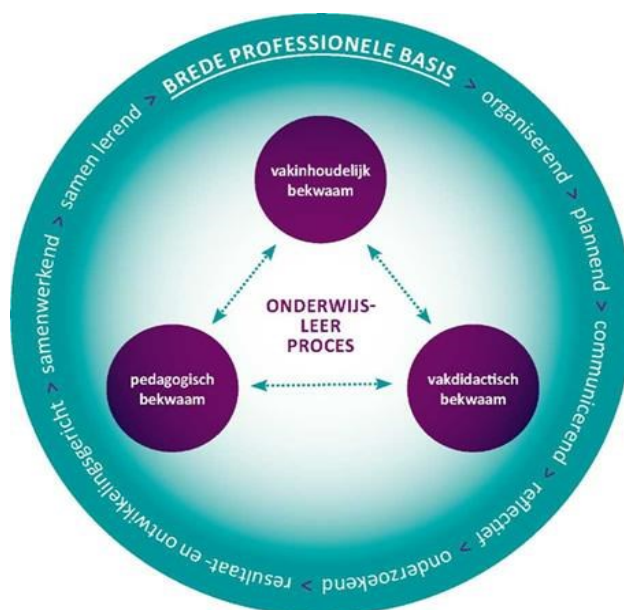 BREDE PROFESSIONELE BASIS > organiserend > plannend > communicerend > reflectief > onderzoekend > resultaat- en ontwikkelingsgericht > samenwerkend > samen lerend >
vakinhoudelijk
bekwaam
ONDERWIJS-
LEER
PROCES
pedagogisch
bekwaam
vakdidactisch
bekwaam